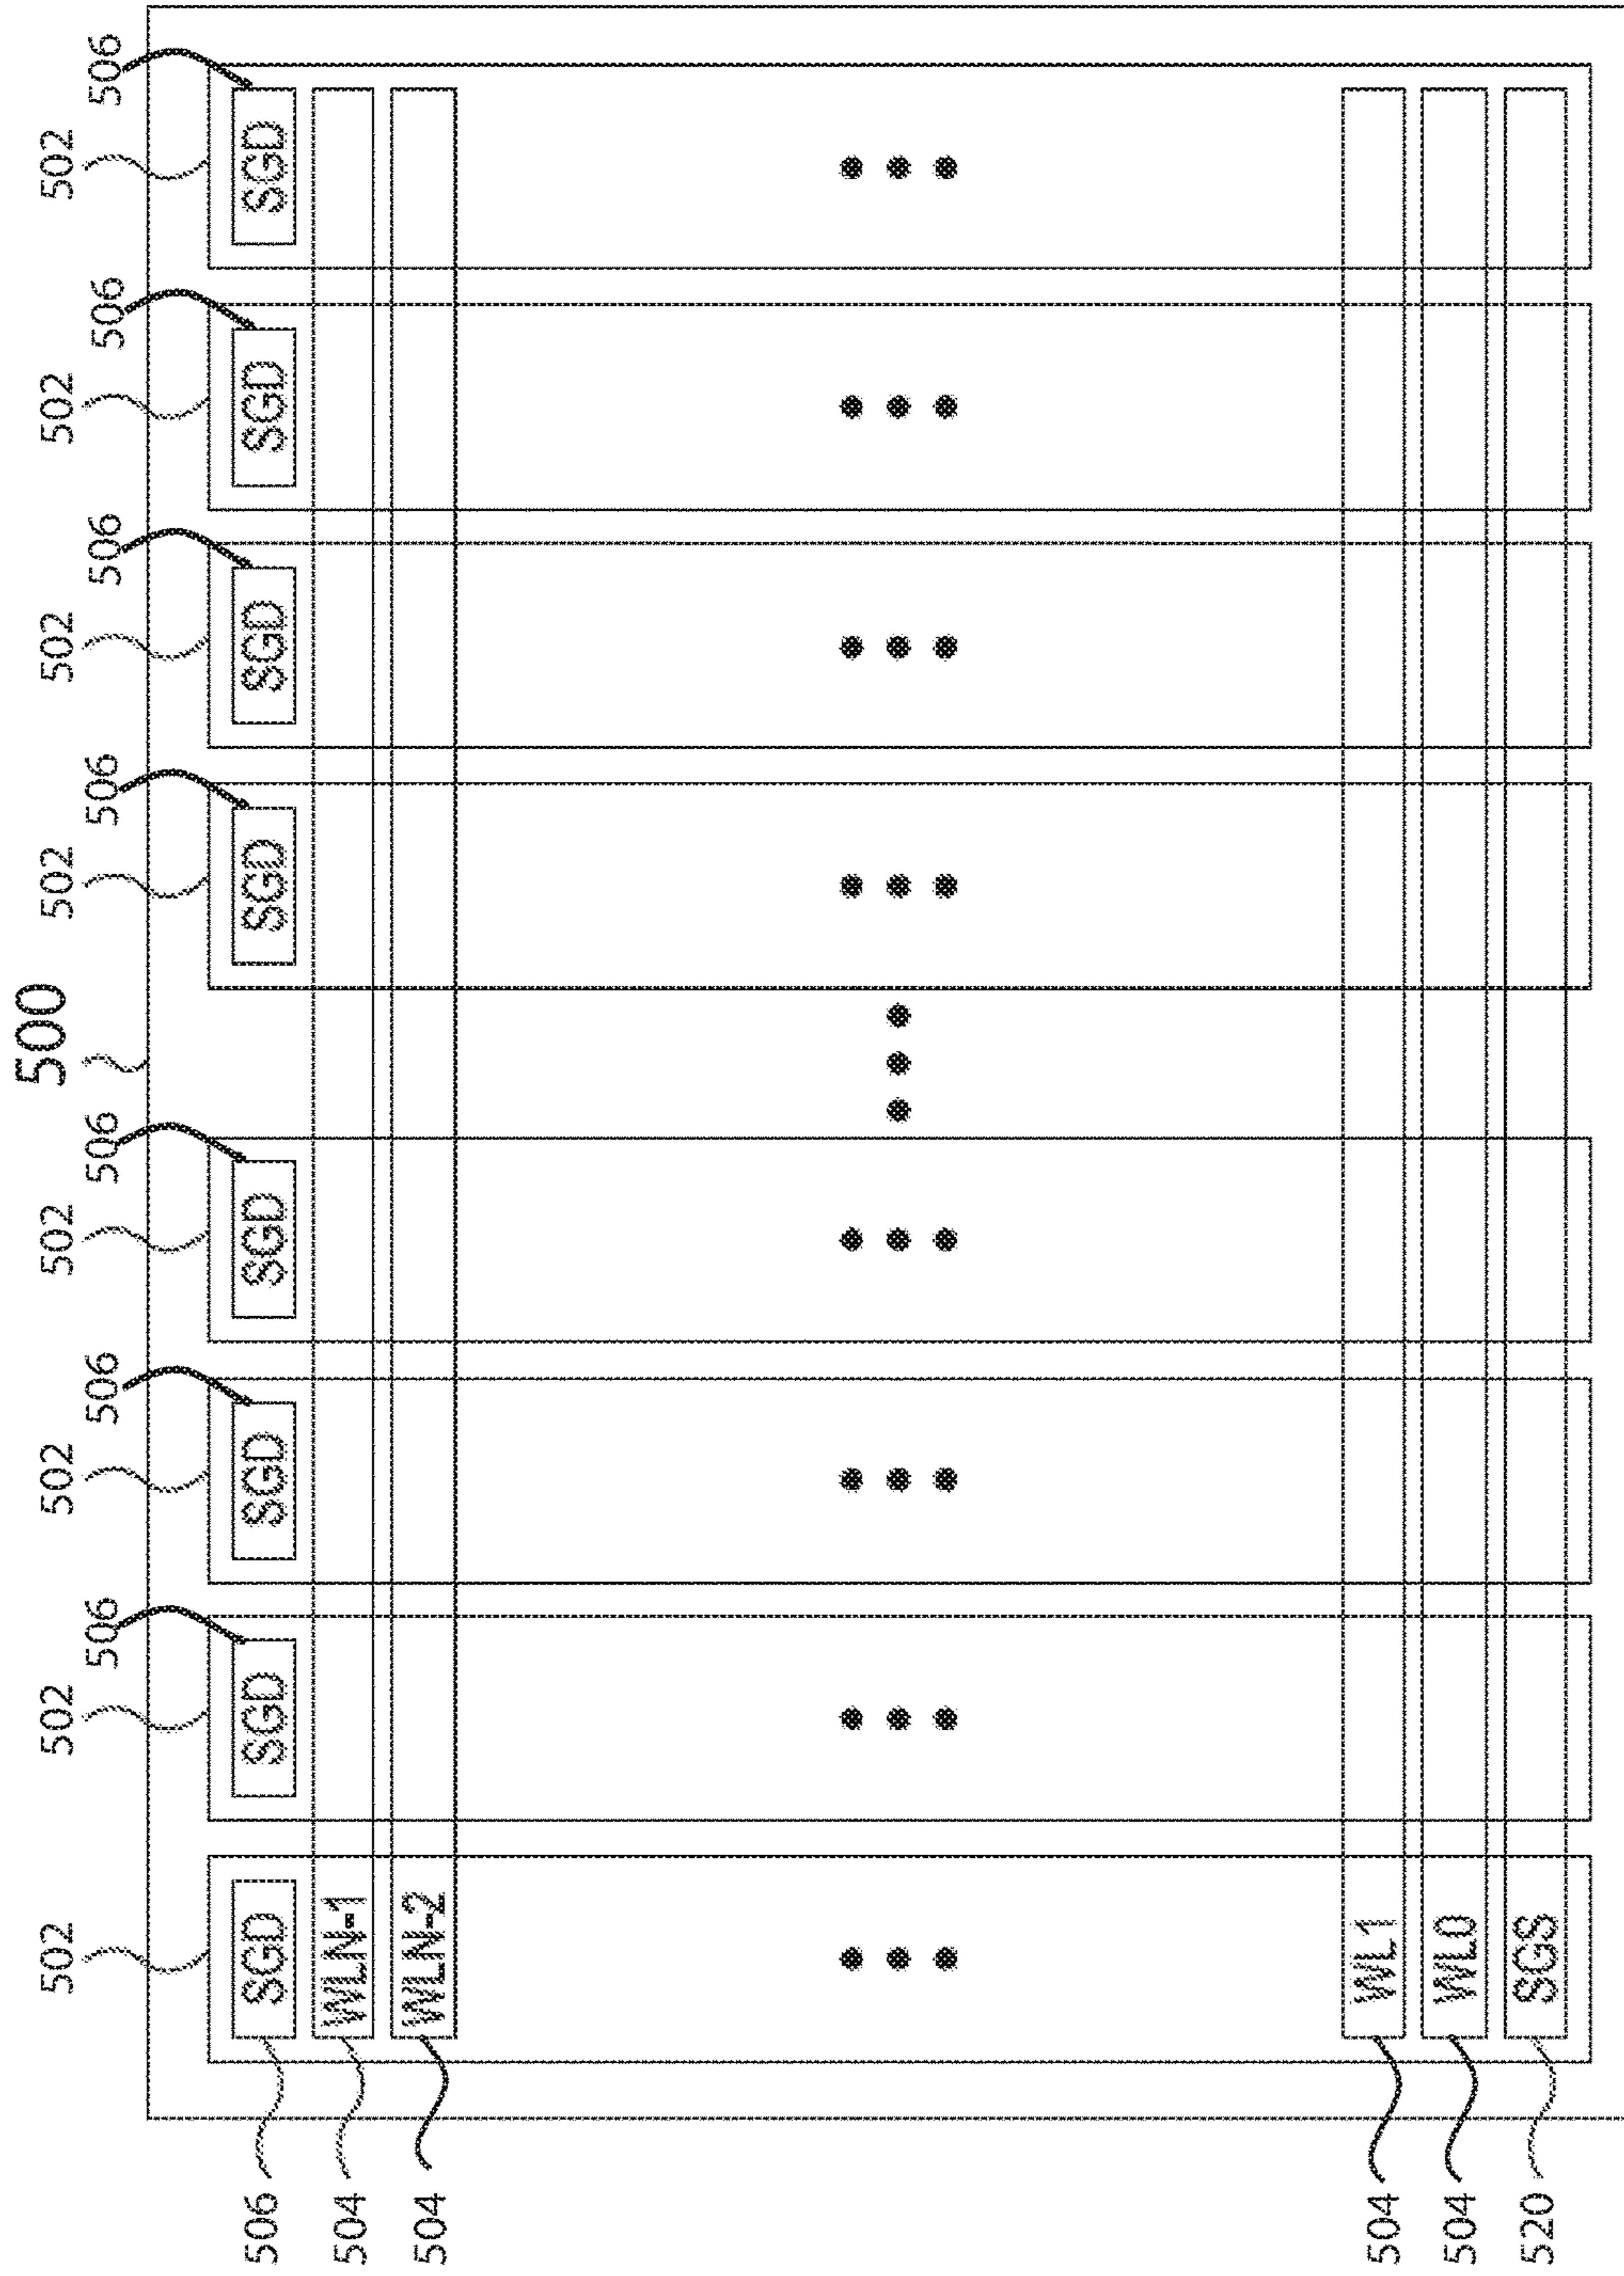 500
502 502 502 502 502 502 502 502
506 506 506 506 506 506 506
506 SGD SGD SGD SGD SGD SGD SGD SGD
504 WLN-1
504 WLN-2
504 WL1
504 WL0
520 SGS